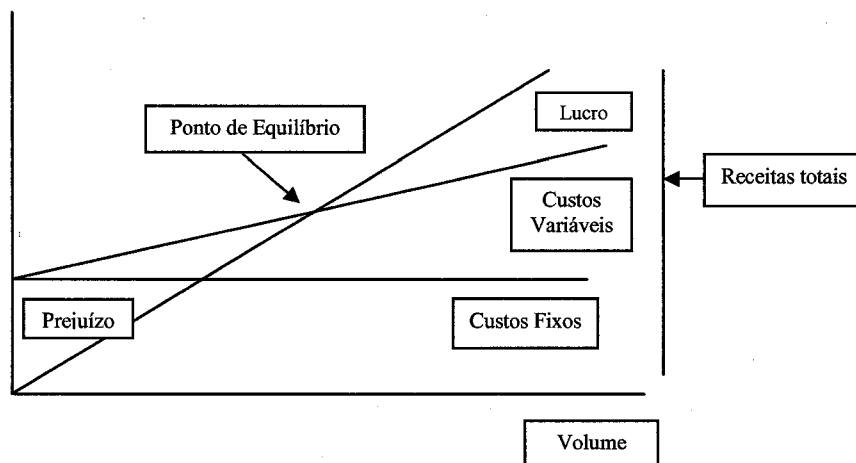 Ponto de Equilíbrio
Lucro
Receitas totais
Custos
Variáveis
Prejuízo
Custos Fixos
Volume